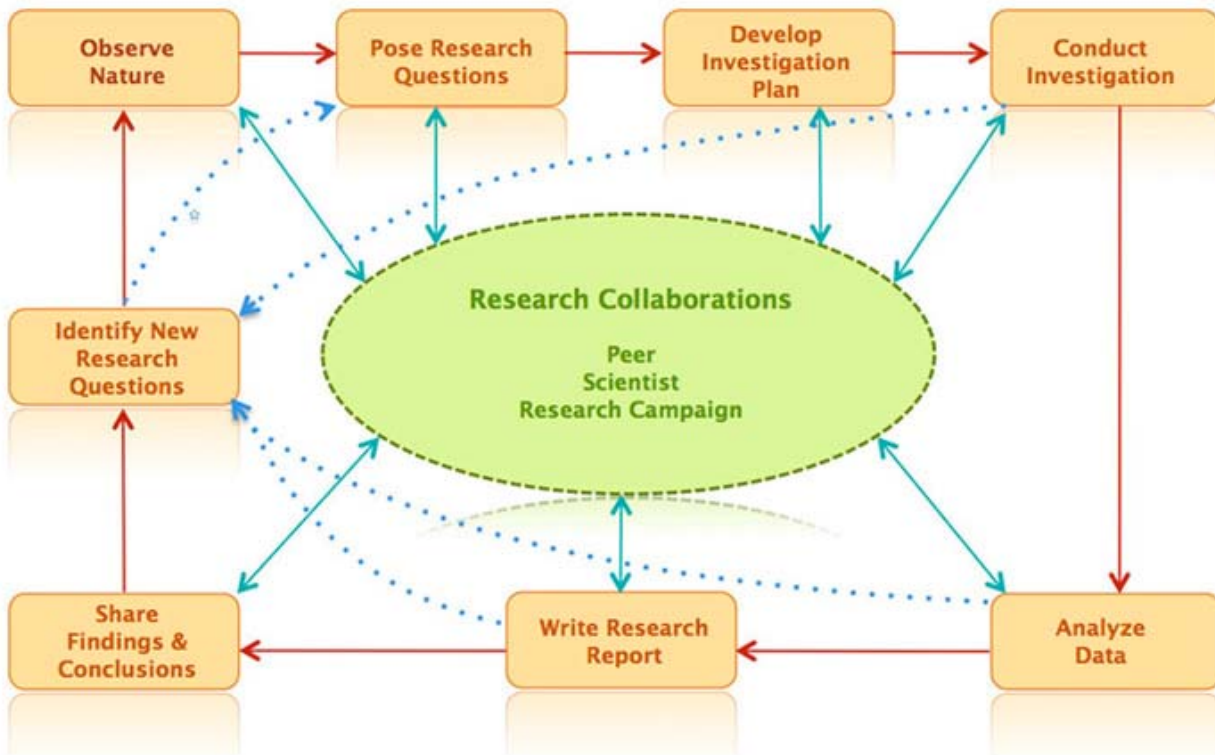 Observe
Nature
Pose Research
Questions
Develop
Investigation
Plan
Conduct
Investigation
Research Collaborations
Peer
Scientist
Research Campaign
Identify New
Research
Questions
Share
Findings &
Conclusions
Write Research
Report
Analyze
Data